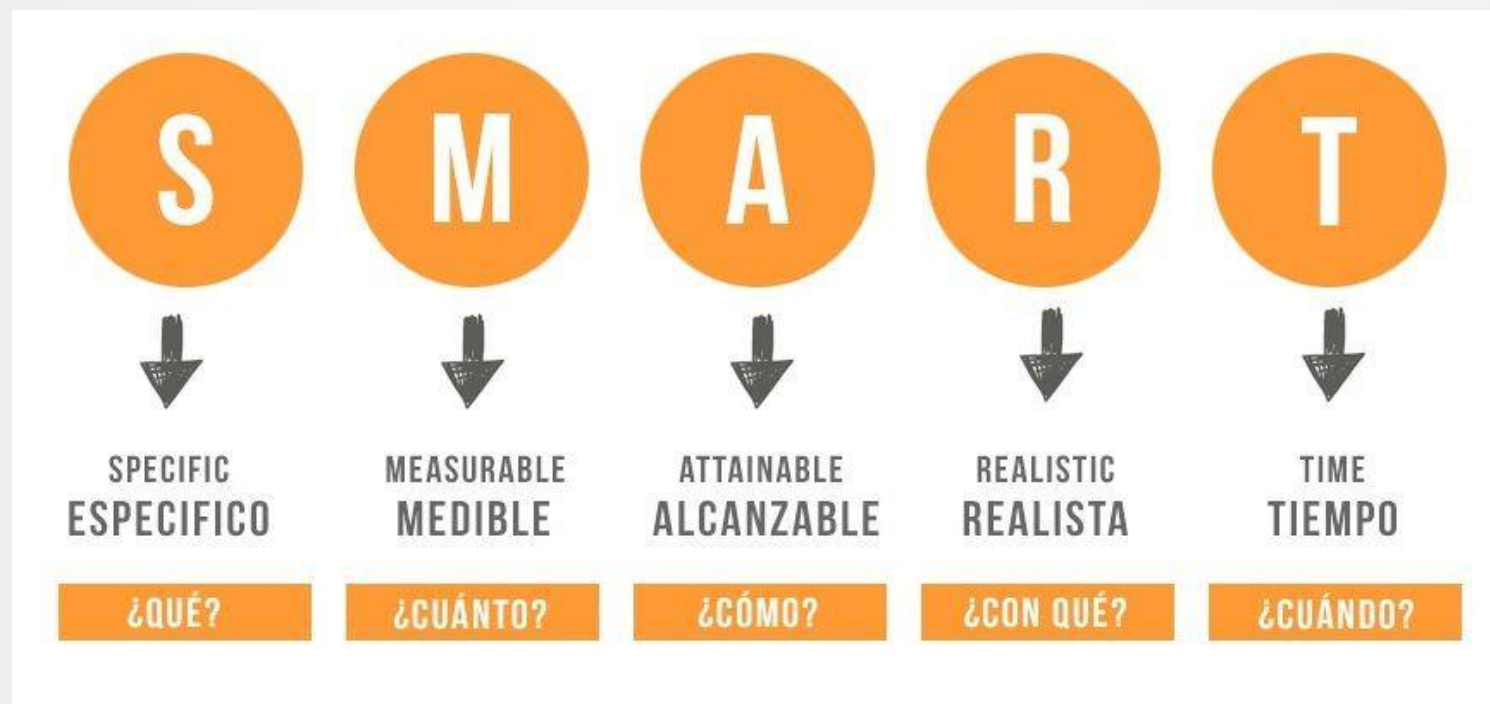 S M A R T
SPECIFIC MEASURABLE ATTAINABLE REALISTIC TIME
ESPECIFICO MEDIBLE ALCANZABLE REALISTA TIEMPO
¿QUÉ? ¿CUÁNTO? ¿CÓMO? ¿CON QUÉ? ¿CUÁNDO?